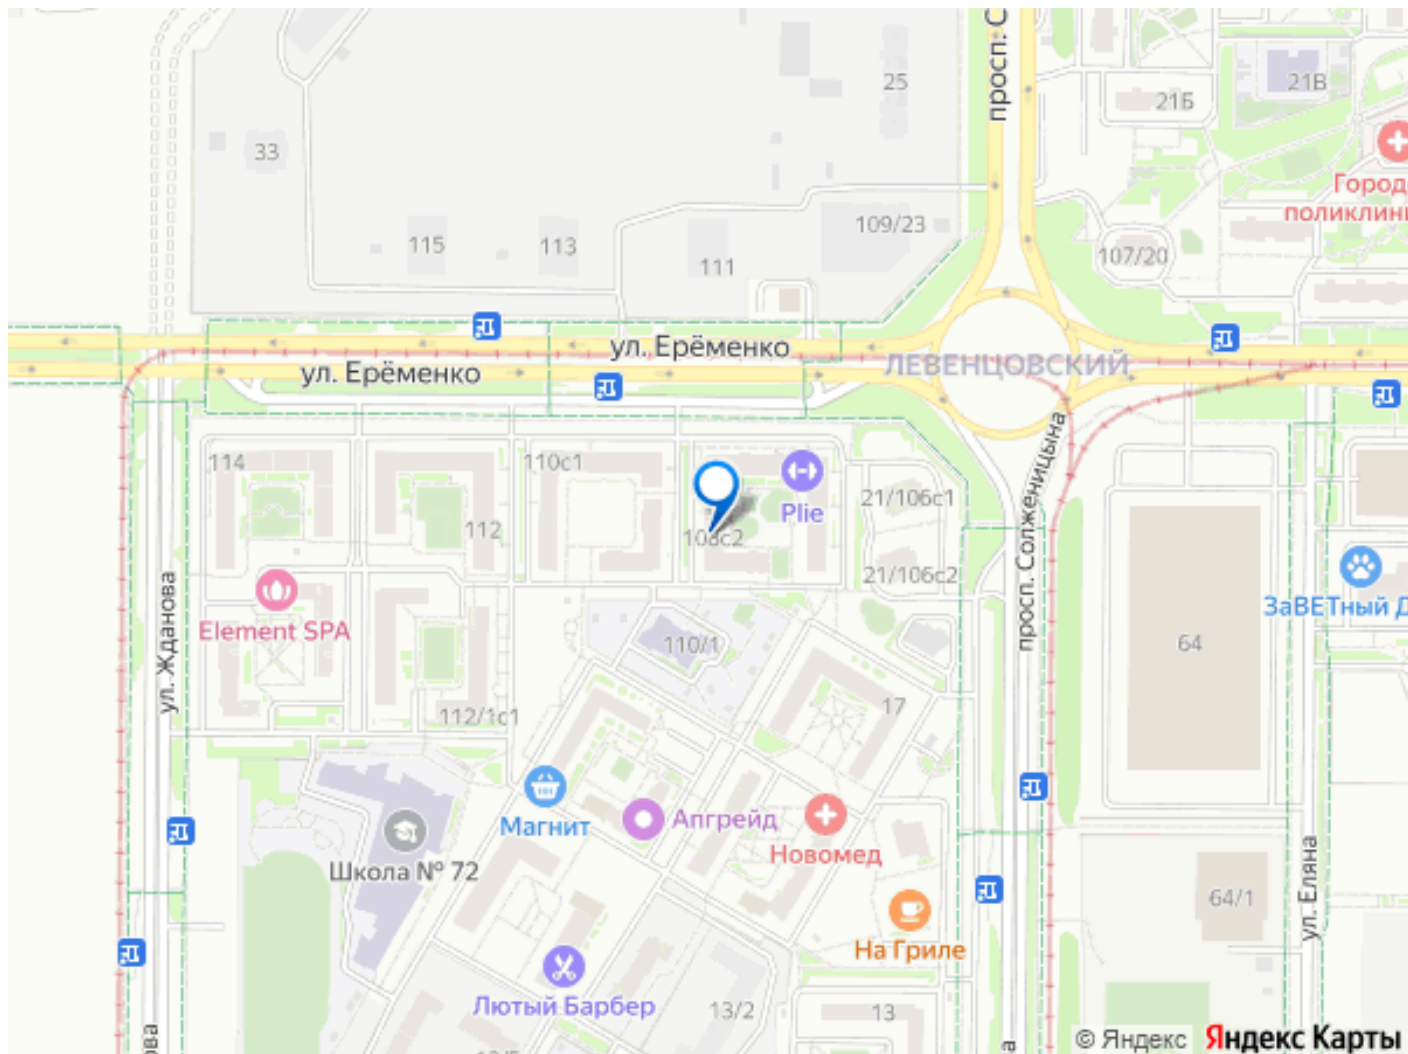 просп. С
25
21Б
21В
33
Город
поликлин
109/23
115
113
111
107/20
ул. Ерёменко
ул. Ерёменко
ЛЕВЕНЦОВСКИЙ
114
110с1
112
108с2
Plie
21/106с1
21/106с2
просп. Солженицына
ул. Жданова
Element SPA
110/1
64
ЗаВЕТный Д
17
112/1с1
Магнит
Апгрейд
Новомед
Школа № 72
64/1
ул. Еляна
На Гриле
Лютый Барбер
13/2
13
ова
а
© Яндекс Яндекс Карты